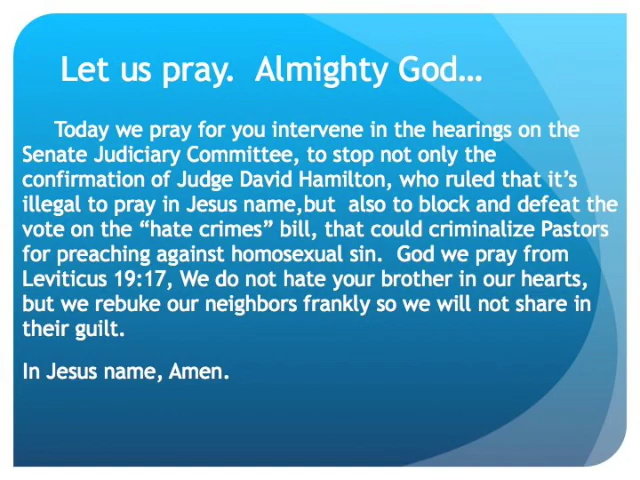 Let us pray.  Almighty God...
Today we pray for you intervene in the hearings on the
Senate Judiciary Committee, to stop not only the
confirmation of Judge David Hamilton, who ruled that it's
illegal to pray in Jesus name,but  also to block and defeat the
vote on the “hate crimes” bill, that could criminalize Pastors
for preaching against homosexual sin.  God we pray from
Leviticus 19:17, We do not hate your brother in our hearts,
but we rebuke our neighbors frankly so we will not share in
their guilt.
In Jesus name, Amen.